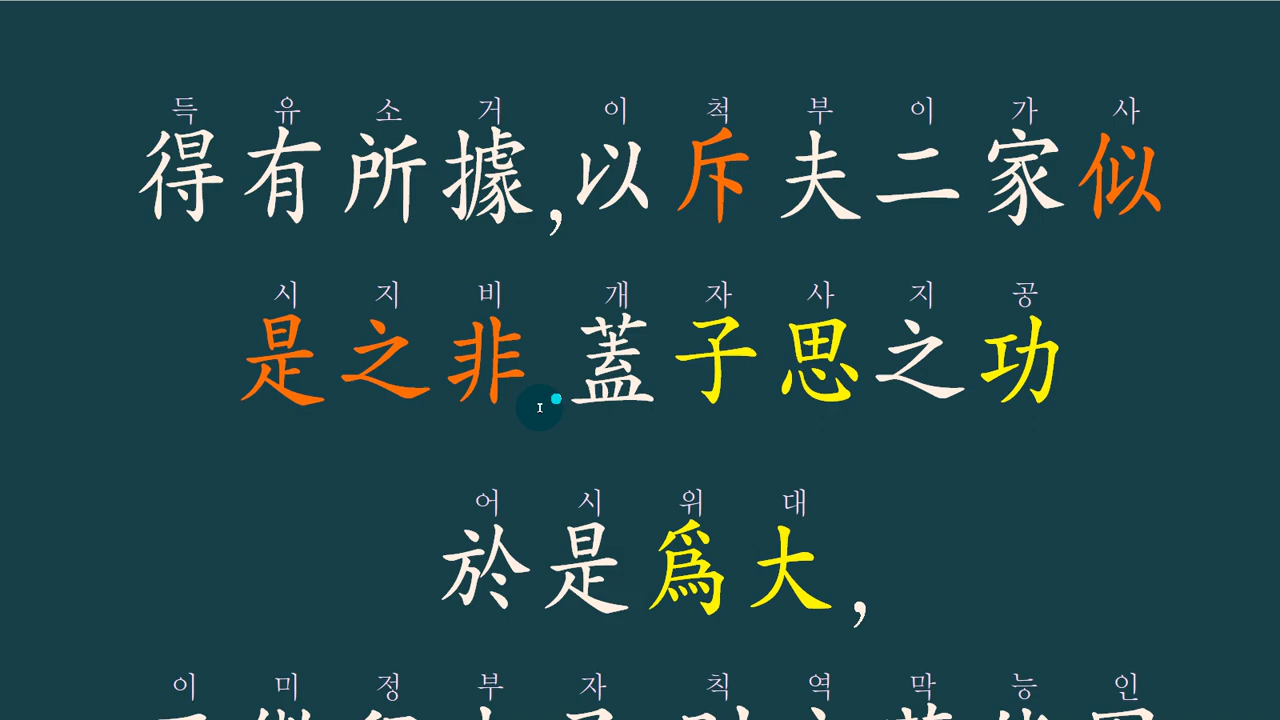 득 유 소 거 이 척 부 이 가 사
得有所據,以斥夫二家似
시 지 비 개 자 사 지 공
是之非 蓋子思之功
어 시 위 대
於是爲大,
이 미 정 부 자 칙 역 막 능 인